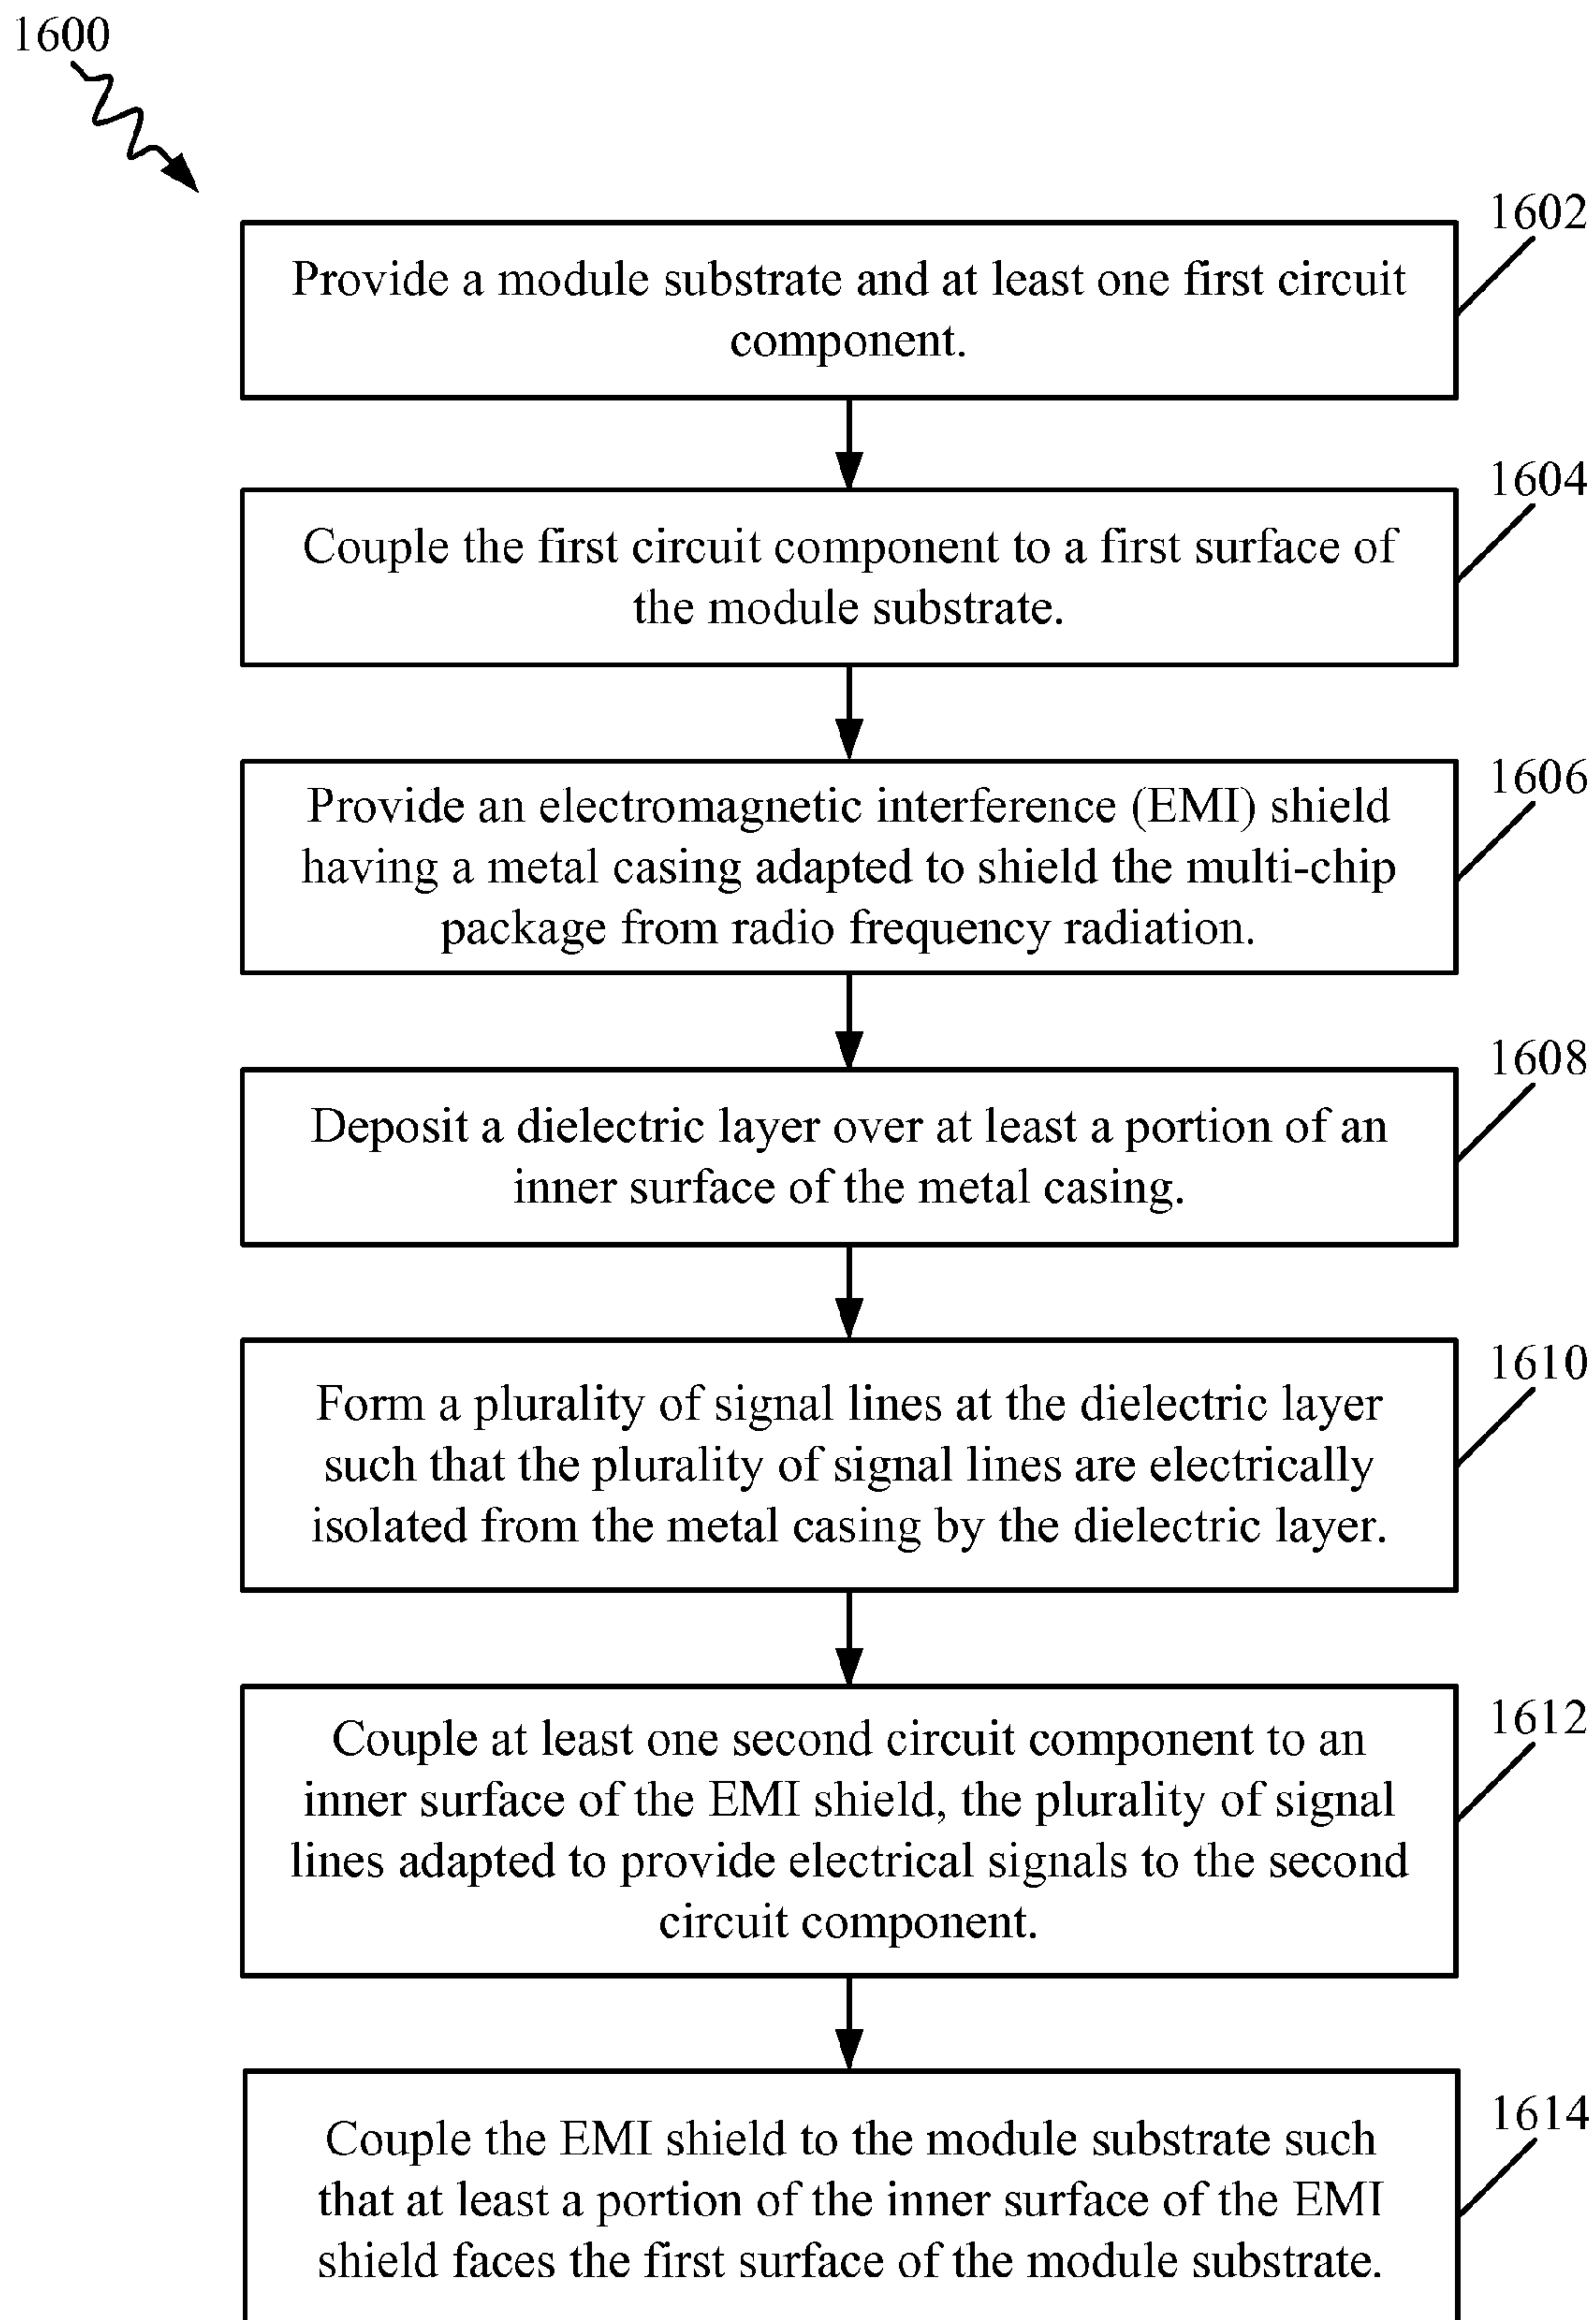 1600
1602
Provide a module substrate and at least one first circuit
component.
1604
Couple the first circuit component to a first surface of
the module substrate.
1606
Provide an electromagnetic interference (EMI) shield
having a metal casing adapted to shield the multi-chip
package from radio frequency radiation.
1608
Deposit a dielectric layer over at least a portion of an
inner surface of the metal casing.
1610
Form a plurality of signal lines at the dielectric layer
such that the plurality of signal lines are electrically
isolated from the metal casing by the dielectric layer.
1612
Couple at least one second circuit component to an
inner surface of the EMI shield, the plurality of signal
lines adapted to provide electrical signals to the second
circuit component.
1614
Couple the EMI shield to the module substrate such
that at least a portion of the inner surface of the EMI
shield faces the first surface of the module substrate.